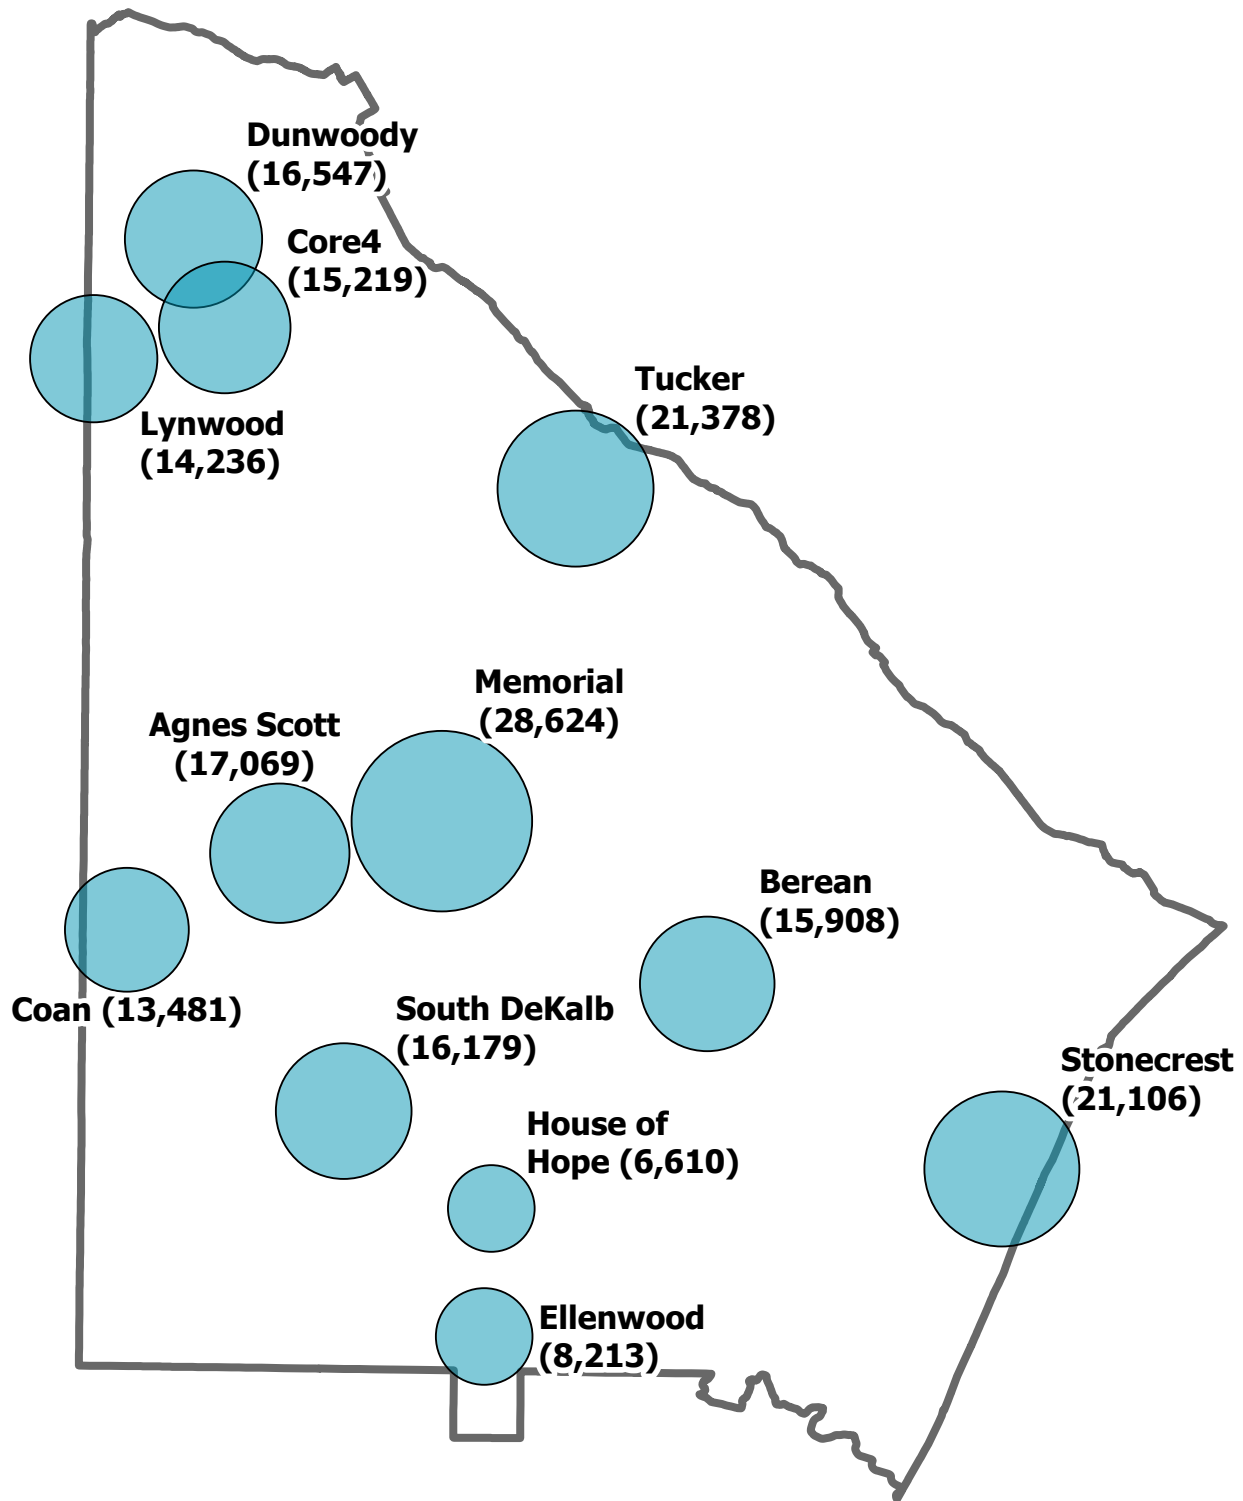 Dunwoody
(16,547)
Core4
(15,219)
Tucker
(21,378)
Lynwood
(14,236)
Memorial
(28,624)
Agnes Scott
(17,069)
Berean
(15,908)
Coan (13,481)
South DeKalb
(16,179)
Stonecrest
(21,106)
House of
Hope (6,610)
Ellenwood
(8,213)